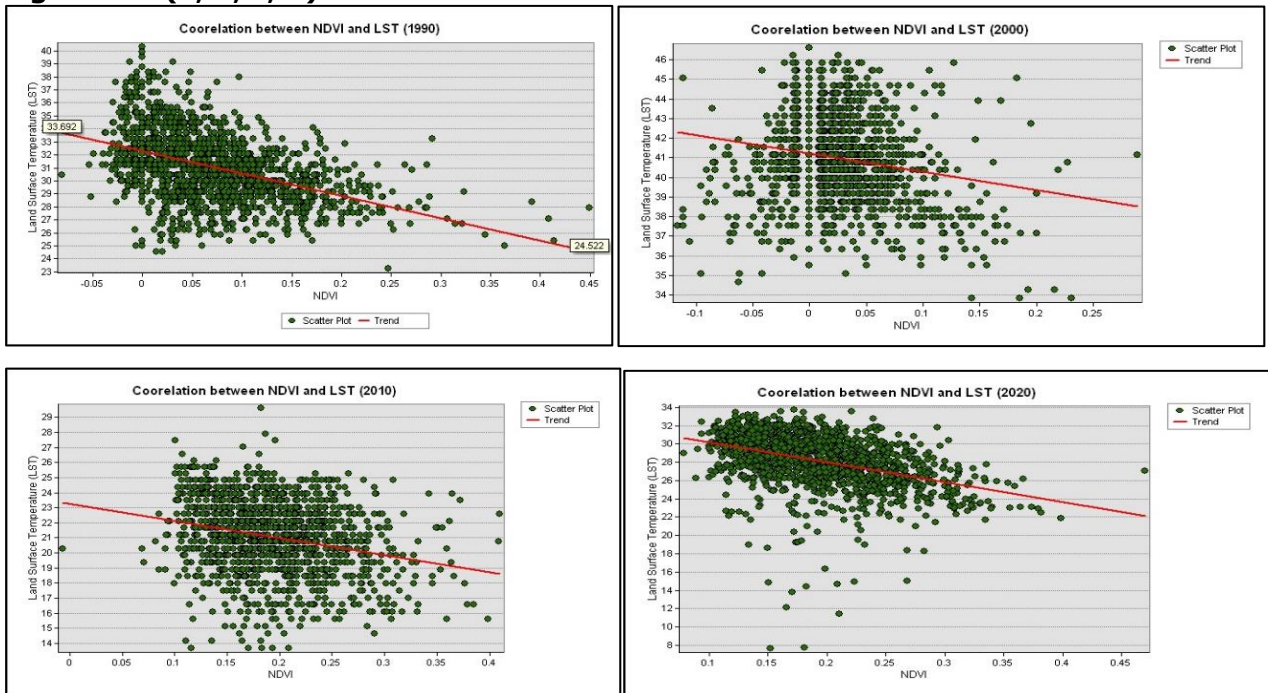 Coorelation between NDVI and LST (1990)
Land Surface Temperature (LST)
40
39
38
37
36
35
34
33
32
31
30
29
28
27
26
25
24
23
33.692
24.522
-0.05 0 0.05 0.1 0.15 0.2 0.25 0.3 0.35 0.4 0.45
NDVI
Scatter Plot Trend
Coorelation between NDVI and LST (2000)
Scatter Plot
Trend
Land Surface Temperature (LST)
46
45
44
43
42
41
40
39
38
37
36
35
34
-0.1 -0.05 0 0.05 0.1 0.15 0.2 0.25
NDVI
Coorelation between NDVI and LST (2010)
Scatter Plot
Trend
Land Surface Temperature (LST)
29
28
27
26
25
24
23
22
21
20
19
18
17
16
15
14
0 0.05 0.1 0.15 0.2 0.25 0.3 0.35 0.4
NDVI
Coorelation between NDVI and LST (2020)
Scatter Plot
Trend
Land Surface Temperature (LST)
34
32
30
28
26
24
22
20
18
16
14
12
10
8
0.1 0.15 0.2 0.25 0.3 0.35 0.4 0.45
NDVI